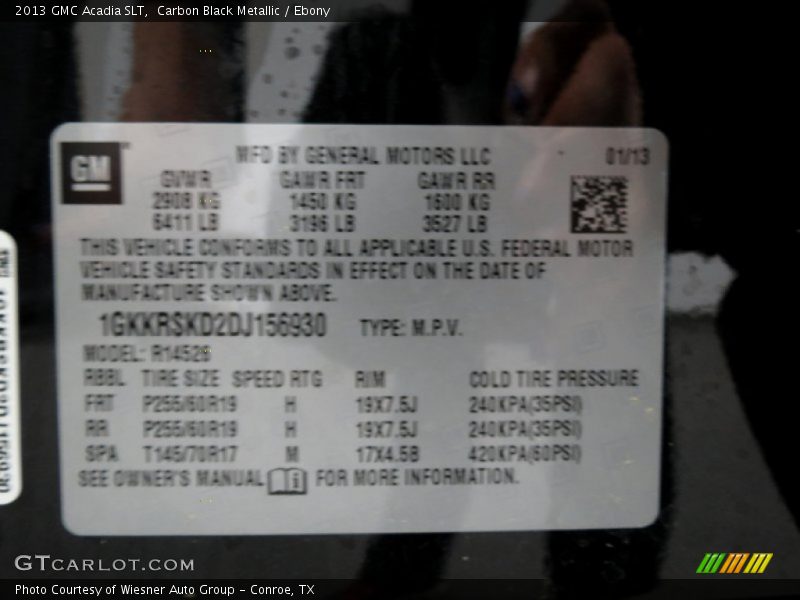 2013 GMC Acadia SLT,  Carbon Black Metallic / Ebony
GM
MFD BY GENERAL MOTORS LLC 01/13
GVWR GAWR FRT GAWR RR
2908 KG 1450 KG 1600 KG
6411 LB 3196 LB 3527 LB
THIS VEHICLE CONFORMS TO ALL APPLICABLE U.S. FEDERAL MOTOR
VEHICLE SAFETY STANDARDS IN EFFECT ON THE DATE OF
MANUFACTURE SHOWN ABOVE.
1GKKRSKD2DJ156930 TYPE: M.P.V.
MODEL: R14526
RBBL TIRE SIZE SPEED RTG RIM COLD TIRE PRESSURE
FRT P255/60R19 H 19X7.5J 240KPA(35PSI)
RR P255/60R19 H 19X7.5J 240KPA(35PSI)
SPA T145/70R17 M 17X4.5B 420KPA(60PSI)
SEE OWNER'S MANUAL FOR MORE INFORMATION.
GTCARLOT.COM
Photo Courtesy of Wiesner Auto Group - Conroe, TX